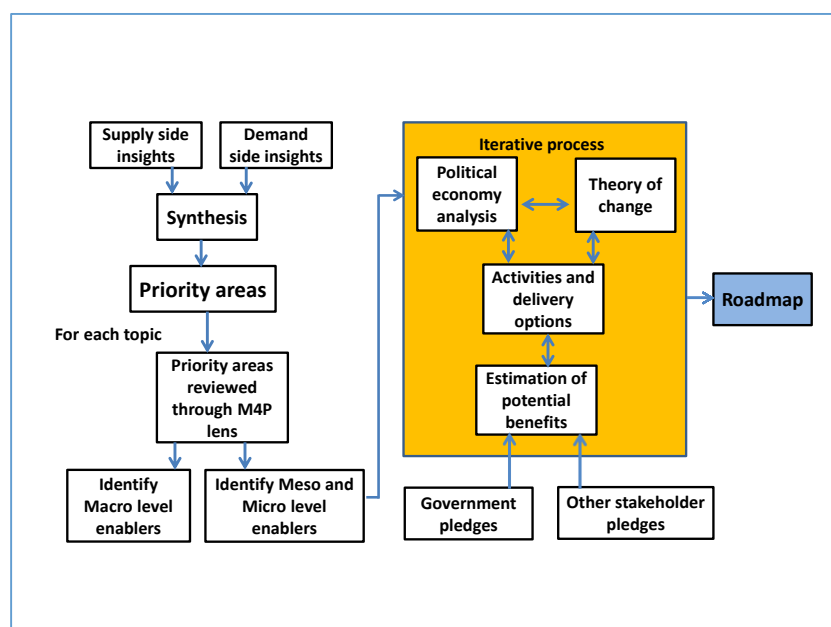 Supply side
insights
Demand
side insights
Synthesis
Priority areas
For each topic
Priority areas
reviewed
through M4P
lens
Identify
Macro level
enablers
Identify Meso and
Micro level
enablers
Iterative process
Political
economy
analysis
Theory of
change
Activities and
delivery
options
Estimation of
potential
benefits
Government
pledges
Other stakeholder
pledges
Roadmap